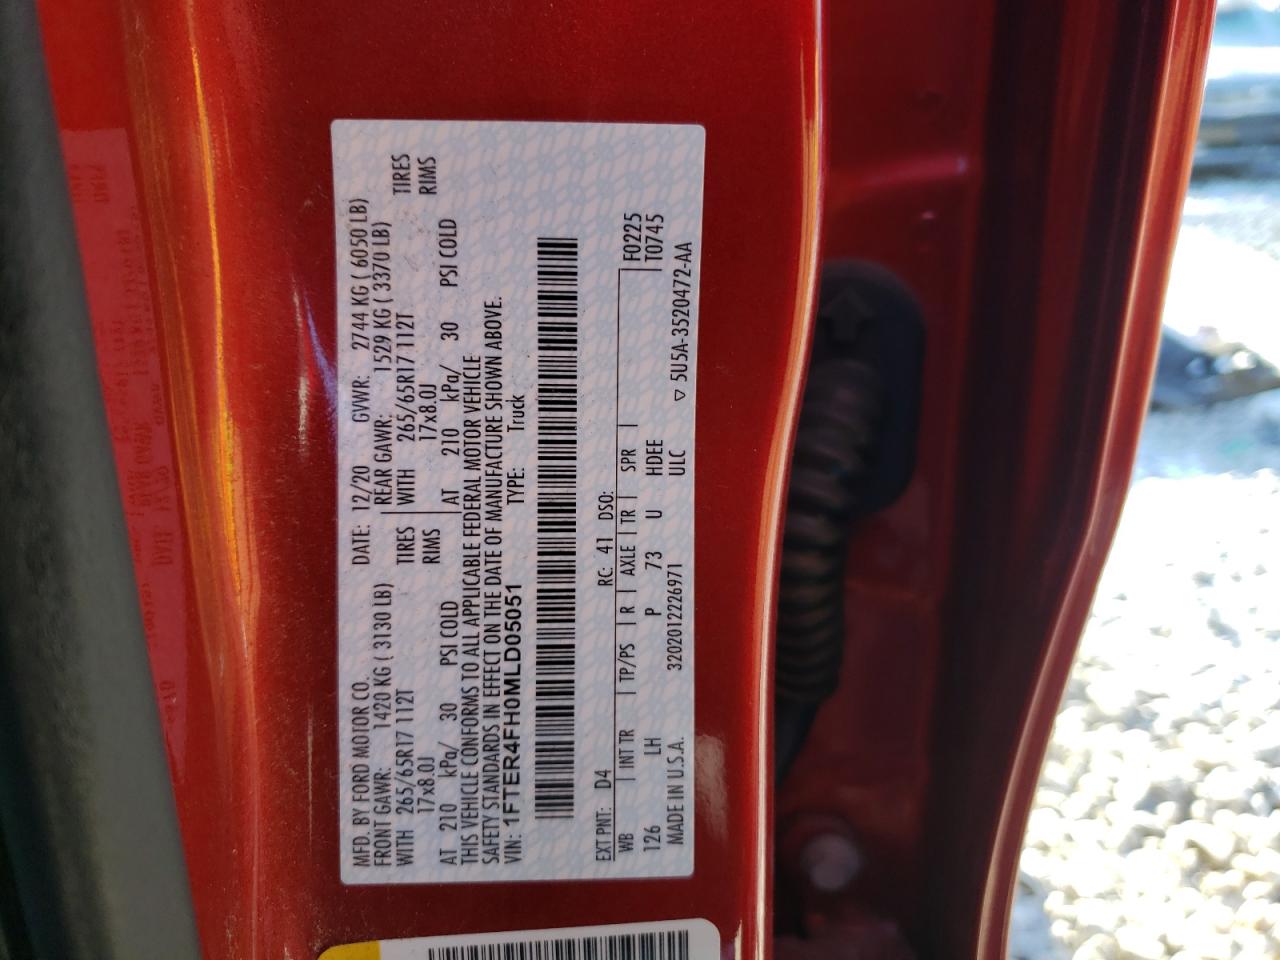 MFD. BY FORD MOTOR CO. DATE: 12/20 GVWR: 2744 KG ( 6050 LB)
FRONT GAWR: 1420 KG ( 3130 LB) REAR GAWR: 1529 KG ( 3370 LB)
WITH 265/65R17 112T TIRES WITH 265/65R17 112T TIRES
17x8.0J RIMS 17x8.0J RIMS
AT 210 kPa/ 30 PSI COLD AT 210 kPa/ 30 PSI COLD
THIS VEHICLE CONFORMS TO ALL APPLICABLE FEDERAL MOTOR VEHICLE
SAFETY STANDARDS IN EFFECT ON THE DATE OF MANUFACTURE SHOWN ABOVE.
VIN: 1FTER4FH0MLD05051 TYPE: Truck
EXT PNT: D4 RC: 41 DSO:
WB INT TR TP/PS R AXLE TR SPR F0225
126 LH P 73 U HDEE T0745
MADE IN U.S.A. 3202012226971 ULC ▽ 5U5A-3520472-AA